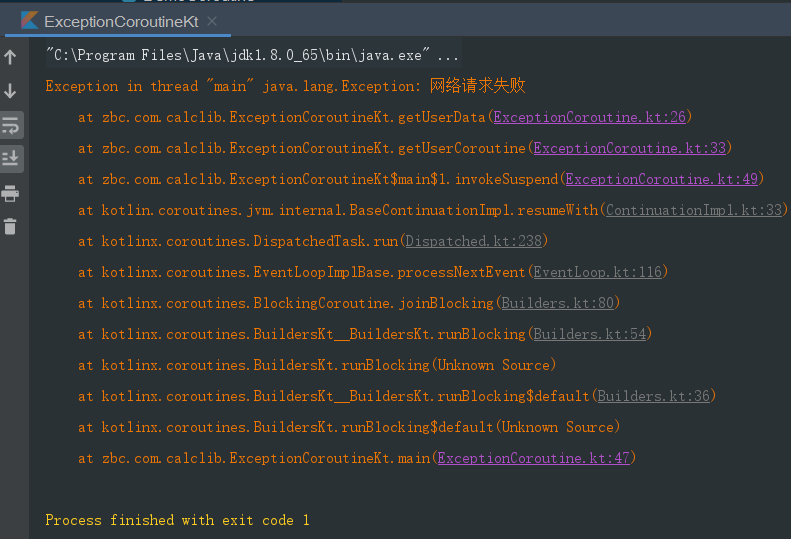 ExceptionCoroutineKt
"C:\Program Files\Java\jdk1.8.0_65\bin\java.exe" ...
Exception in thread "main" java.lang.Exception: 网络请求失败
at zbc.com.calclib.ExceptionCoroutineKt.getUserData(ExceptionCoroutine.kt:26)
at zbc.com.calclib.ExceptionCoroutineKt.getUserCoroutine(ExceptionCoroutine.kt:33)
at zbc.com.calclib.ExceptionCoroutineKt$main$1.invokeSuspend(ExceptionCoroutine.kt:49)
at kotlin.coroutines.jvm.internal.BaseContinuationImpl.resumeWith(ContinuationImpl.kt:33)
at kotlinx.coroutines.DispatchedTask.run(Dispatched.kt:238)
at kotlinx.coroutines.EventLoopImplBase.processNextEvent(EventLoop.kt:116)
at kotlinx.coroutines.BlockingCoroutine.joinBlocking(Builders.kt:80)
at kotlinx.coroutines.BuildersKt__BuildersKt.runBlocking(Builders.kt:54)
at kotlinx.coroutines.BuildersKt.runBlocking(Unknown Source)
at kotlinx.coroutines.BuildersKt__BuildersKt.runBlocking$default(Builders.kt:36)
at kotlinx.coroutines.BuildersKt.runBlocking$default(Unknown Source)
at zbc.com.calclib.ExceptionCoroutineKt.main(ExceptionCoroutine.kt:47)
Process finished with exit code 1